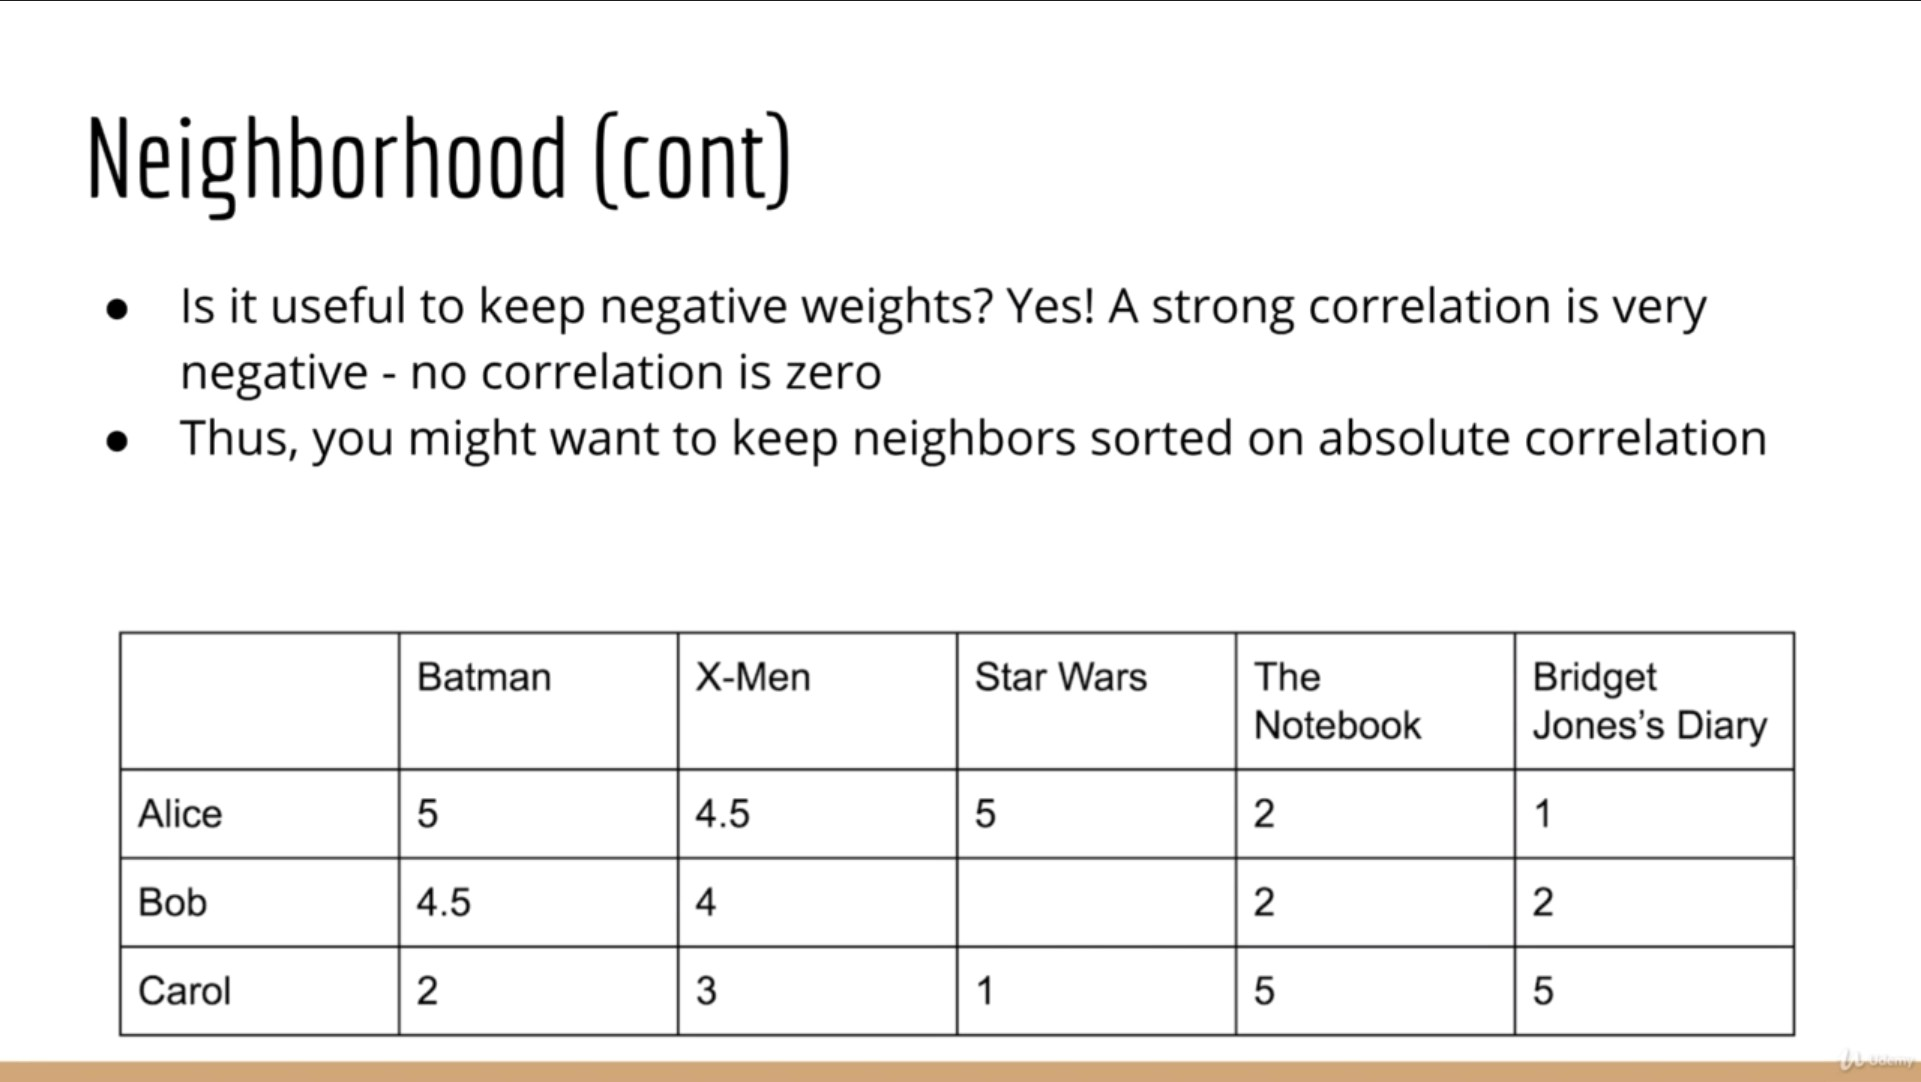 Neighborhood (cont)
● Is it useful to keep negative weights? Yes! A strong correlation is very
negative - no correlation is zero
● Thus, you might want to keep neighbors sorted on absolute correlation
Batman X-Men Star Wars The Bridget
Notebook Jones’s Diary
Alice 5 4.5 5 2 1
Bob 4.5 4 2 2
Carol 2 3 1 5 5
Udemy